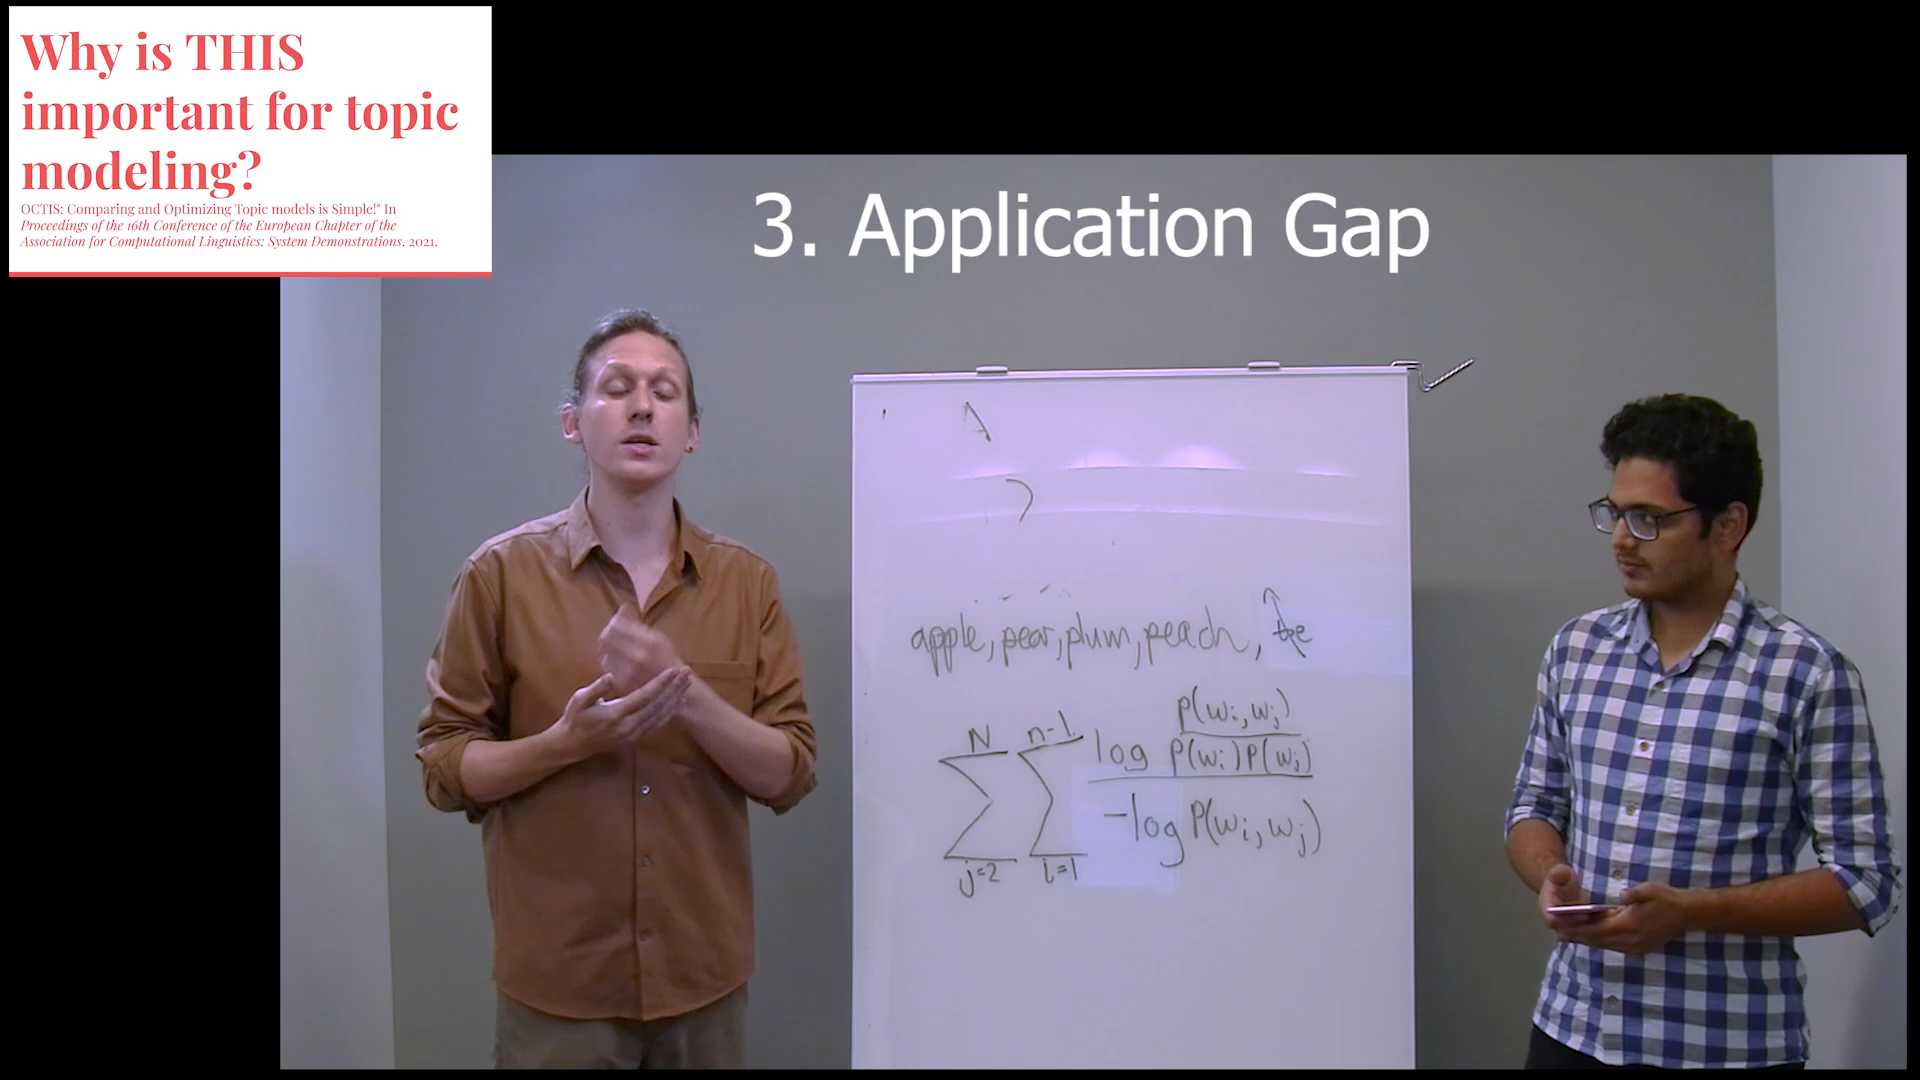 Why is THIS
important for topic
modeling?
OCTIS: Comparing and Optimizing Topic models is Simple!" In
Proceedings of the 16th Conference of the European Chapter of the
Association for Computational Linguistics: System Demonstrations. 2021.
3. Application Gap
A
apple, pear, plum, peach,
N n-1 log P(wi, wj)
P(wi) P(wj)
-log P(wi, wj)
j=2 i=1